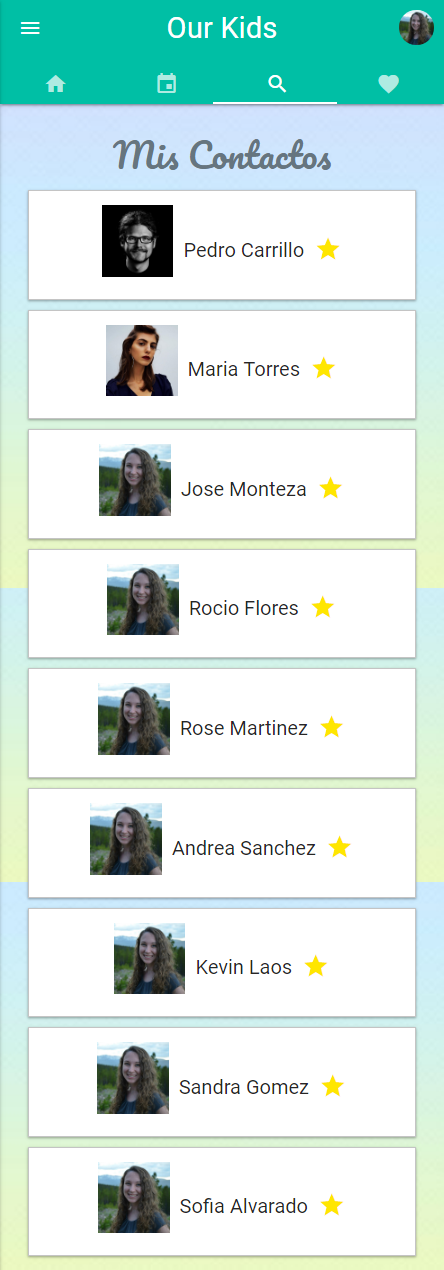 Our Kids
Mis Contactos
Pedro Carrillo
Maria Torres
Jose Monteza
Rocio Flores
Rose Martinez
Andrea Sanchez
Kevin Laos
Sandra Gomez
Sofia Alvarado